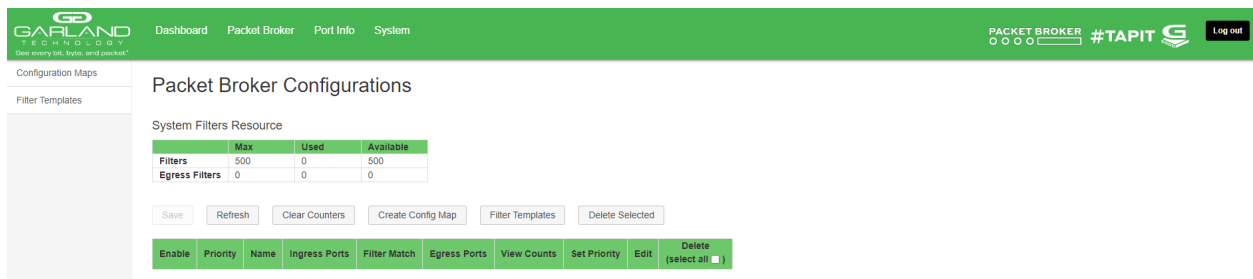 GARLAND
TECHNOLOGY
See every bit, byte, and packet®
Dashboard Packet Broker Port Info System
PACKET BROKER #TAPIT
Log out
Configuration Maps
Filter Templates
Packet Broker Configurations
System Filters Resource
Max Used Available
Filters 500 0 500
Egress Filters 0 0 0
Save Refresh Clear Counters Create Config Map Filter Templates Delete Selected
Enable Priority Name Ingress Ports Filter Match Egress Ports View Counts Set Priority Edit Delete
(select all )